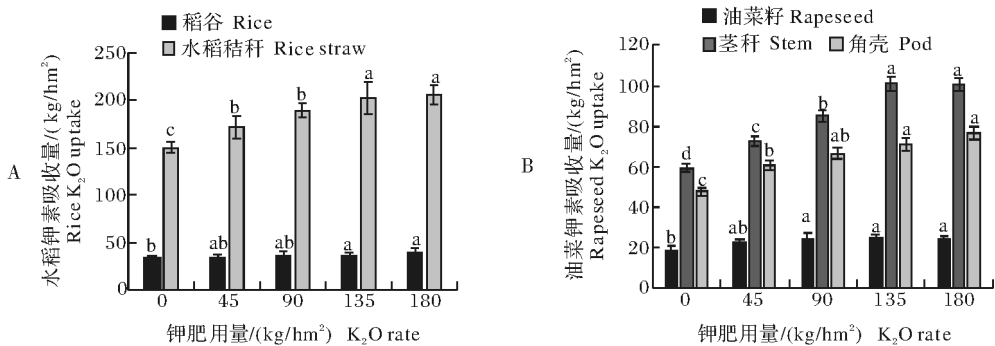 A
稻谷 Rice
水稻秸秆 Rice straw
水稻钾素吸收量/( kg/hm²)
Rice K₂O uptake
250
200
150
100
50
0
c b b a a
b ab ab a a
0 45 90 135 180
钾肥用量/(kg/hm²) K₂O rate
B
油菜籽 Rapeseed
茎秆 Stem 角壳 Pod
油菜钾素吸收量/(kg/hm²)
Rapeseed K₂O uptake
120
100
80
60
40
20
0
d c b a a
c b ab a a
b ab a a a
0 45 90 135 180
钾肥用量/(kg/hm²) K₂O rate